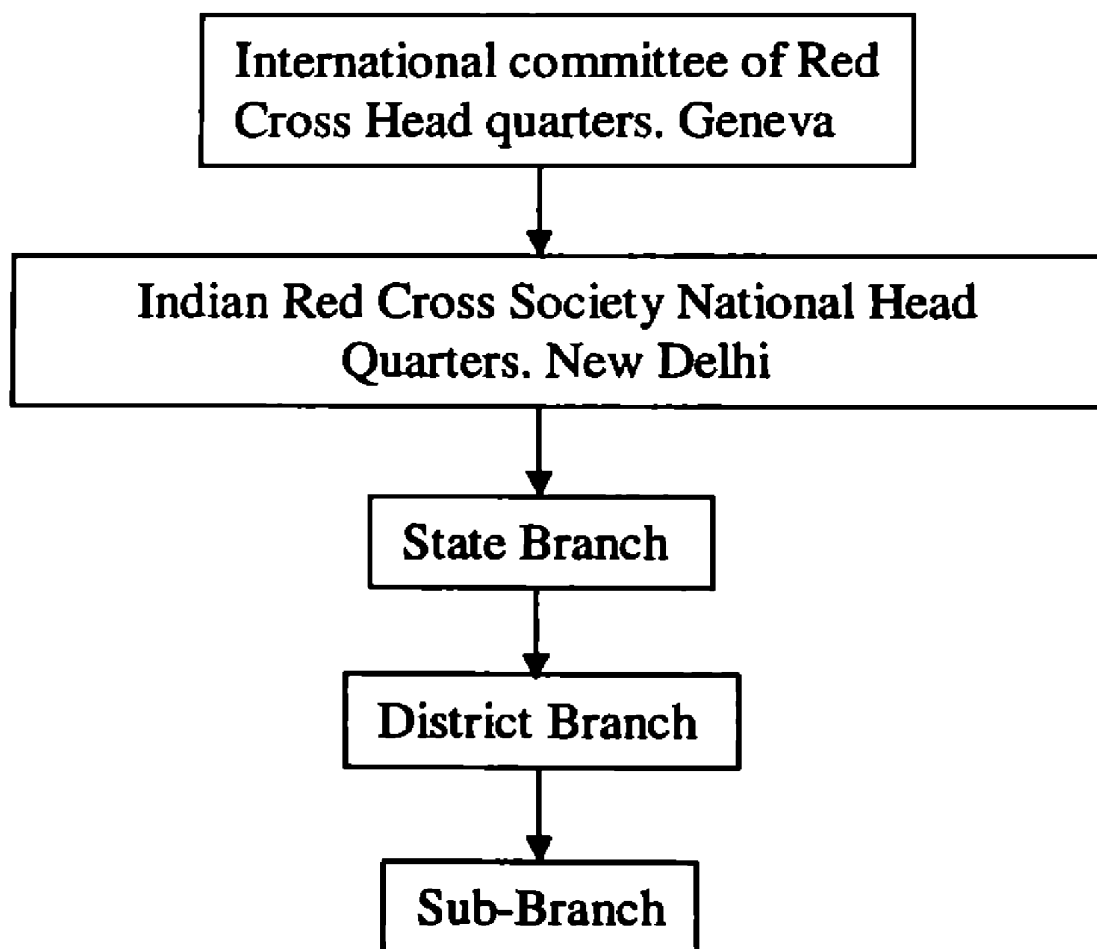 International committee of Red
Cross Head quarters. Geneva
Indian Red Cross Society National Head
Quarters. New Delhi
State Branch
District Branch
Sub-Branch